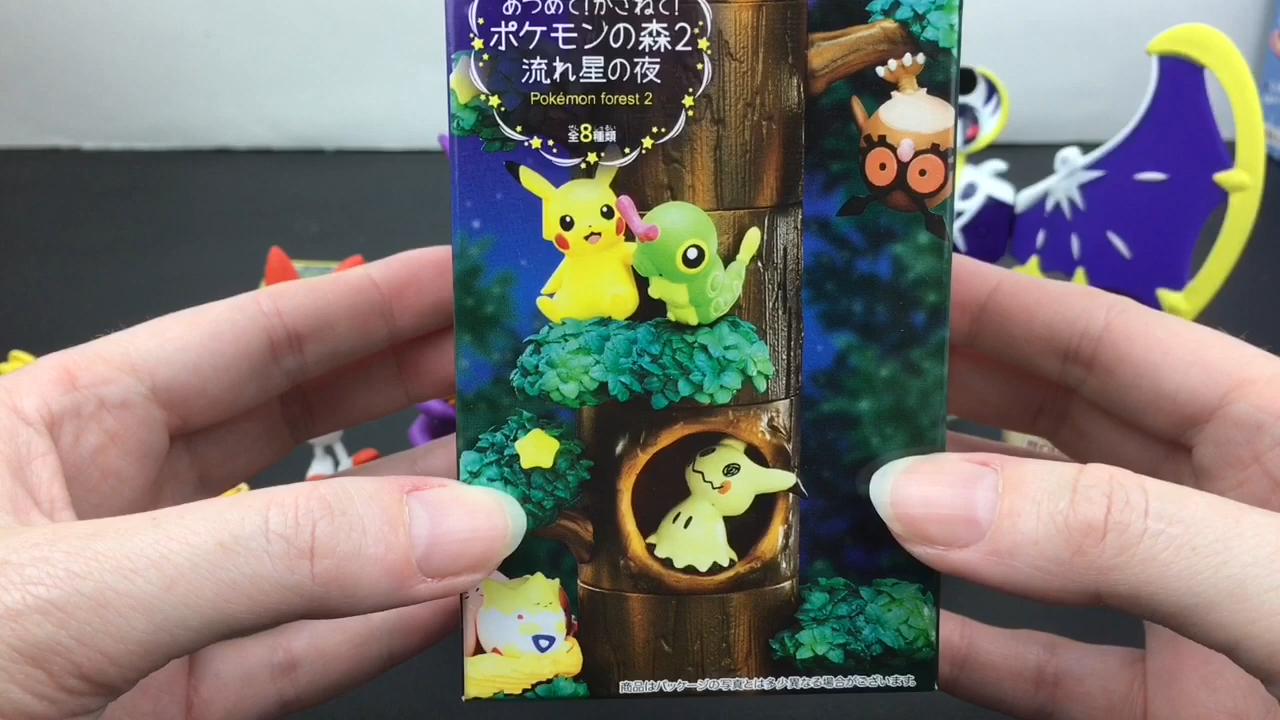 あつめて!かさねて!
ポケモンの森2
流れ星の夜
Pokémon forest 2
全8種類
商品はパッケージの写真とは多少異なる場合がございます。